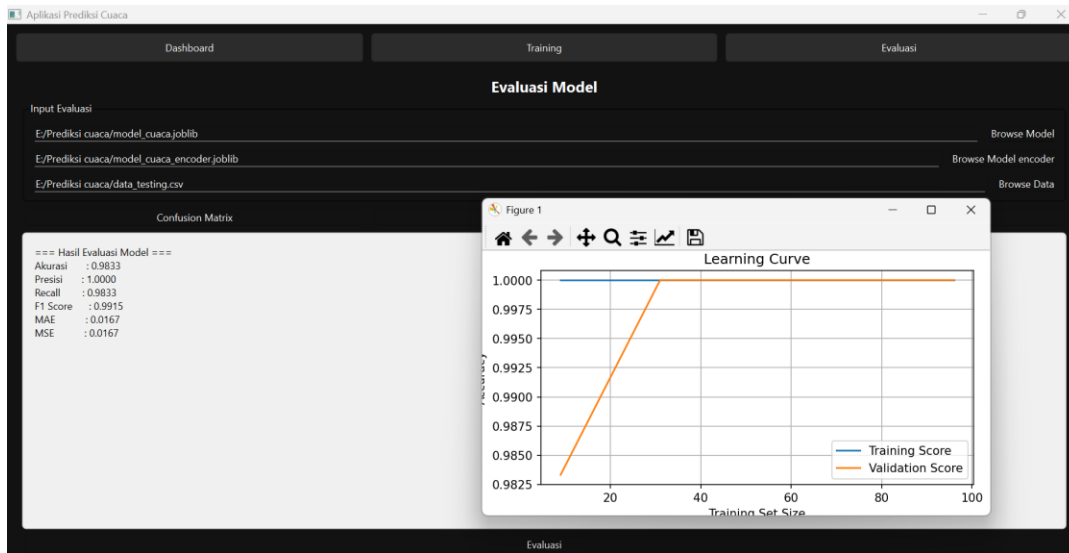 Aplikasi Prediksi Cuaca
Dashboard
Training
Evaluasi
Evaluasi Model
Input Evaluasi
E:/Prediksi cuaca/model_cuaca.joblib
Browse Model
E:/Prediksi cuaca/model_cuaca_encoder.joblib
Browse Model encoder
E:/Prediksi cuaca/data_testing.csv
Browse Data
Confusion Matrix
=== Hasil Evaluasi Model ===
Akurasi : 0.9833
Presisi : 1.0000
Recall : 0.9833
F1 Score : 0.9915
MAE : 0.0167
MSE : 0.0167
Figure 1
Learning Curve
1.0000
0.9975
0.9950
0.9925
0.9900
0.9875
0.9850
0.9825
Accuracy
Training Score
Validation Score
20
40
60
80
100
Training Set Size
Evaluasi